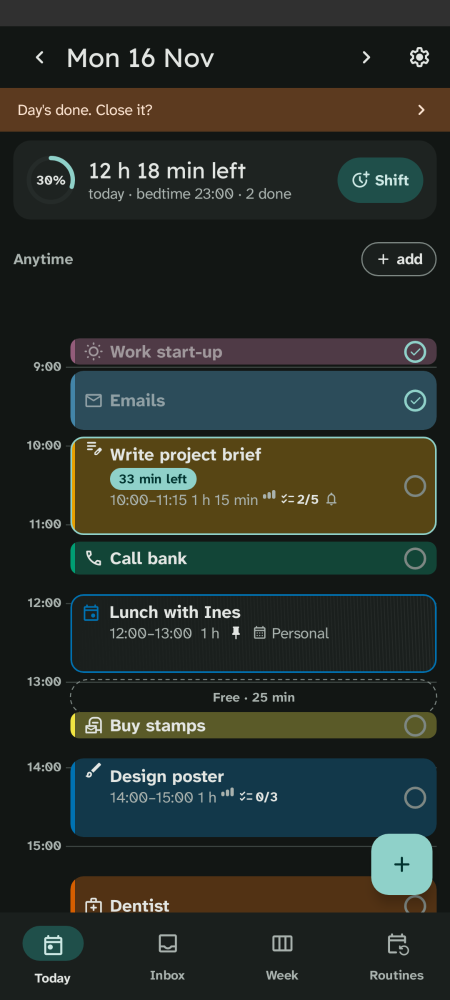 Mon 16 Nov
Day's done. Close it?
30%
12 h 18 min left
today · bedtime 23:00 · 2 done
Shift
Anytime
+ add
Work start-up
9:00
Emails
10:00
Write project brief
33 min left
10:00–11:15 1 h 15 min 2/5
11:00
Call bank
12:00
Lunch with Ines
12:00–13:00 1 h Personal
13:00
Free · 25 min
Buy stamps
14:00
Design poster
14:00–15:00 1 h 0/3
15:00
Dentist
Today
Inbox
Week
Routines